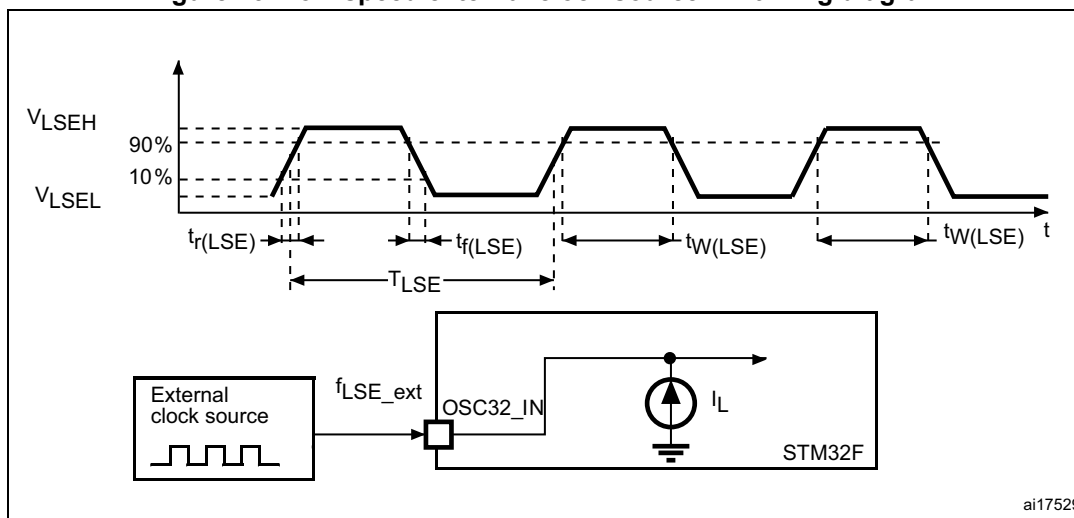 V_LSEH
90%
10%
V_LSEL
t_r(LSE)
t_f(LSE)
t_W(LSE)
t_W(LSE)
t
T_LSE
External
clock source
f_LSE_ext
OSC32_IN
I_L
STM32F
ai17529